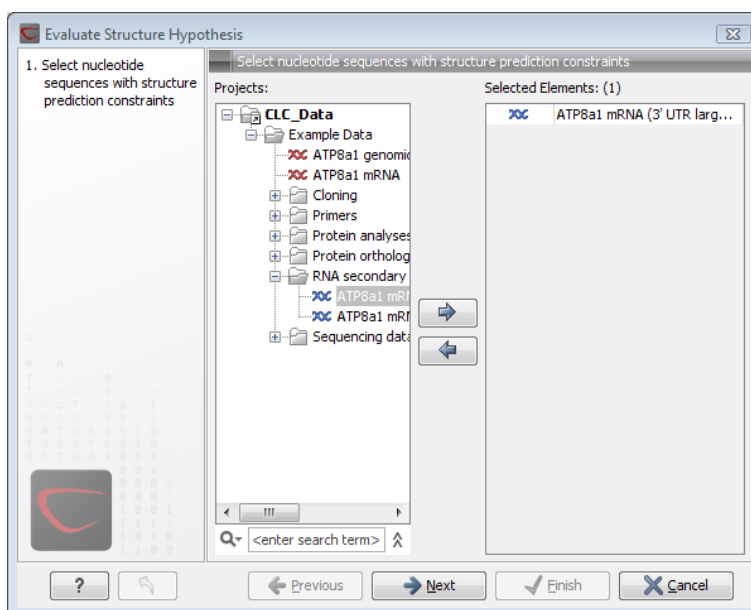 Evaluate Structure Hypothesis
1. Select nucleotide
sequences with structure
prediction constraints
Select nucleotide sequences with structure prediction constraints
Projects:
CLC_Data
Example Data
ATP8a1 genomic
ATP8a1 mRNA
Cloning
Primers
Protein analyses
Protein ortholog
RNA secondary
ATP8a1 mRN
ATP8a1 mRN
Sequencing data
<enter search term>
Selected Elements: (1)
ATP8a1 mRNA (3' UTR larg...
?
Previous
Next
Finish
Cancel